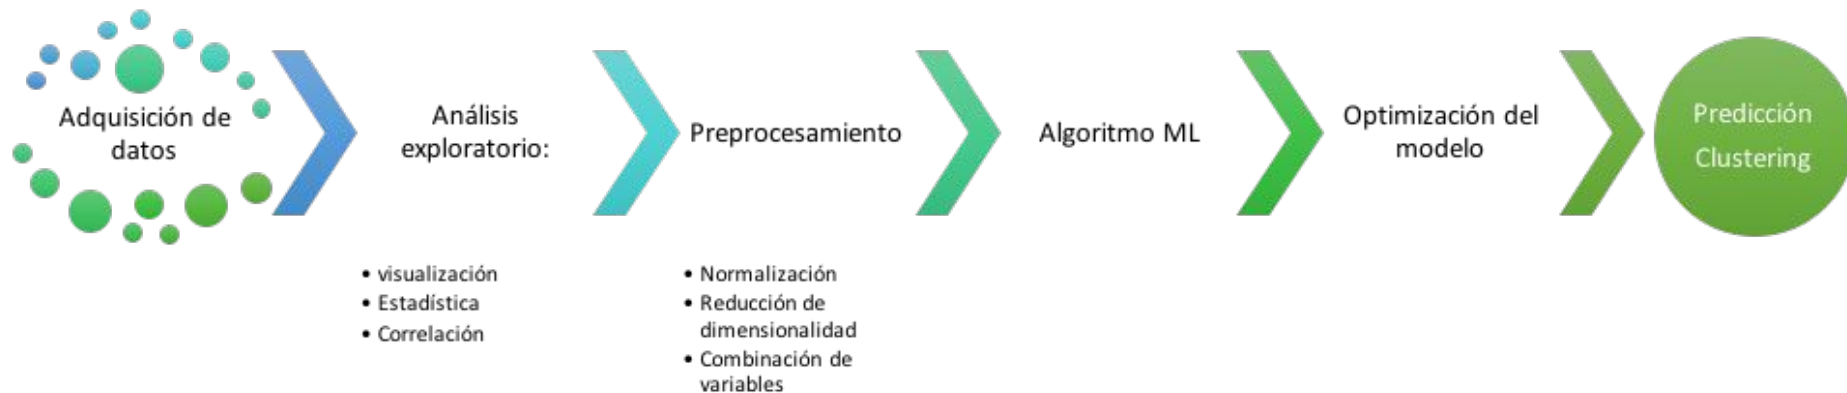 Adquisición de
datos
Análisis
exploratorio:
• visualización
• Estadística
• Correlación
Preprocesamiento
• Normalización
• Reducción de
dimensionalidad
• Combinación de
variables
Algoritmo ML
Optimización del
modelo
Predicción
Clustering